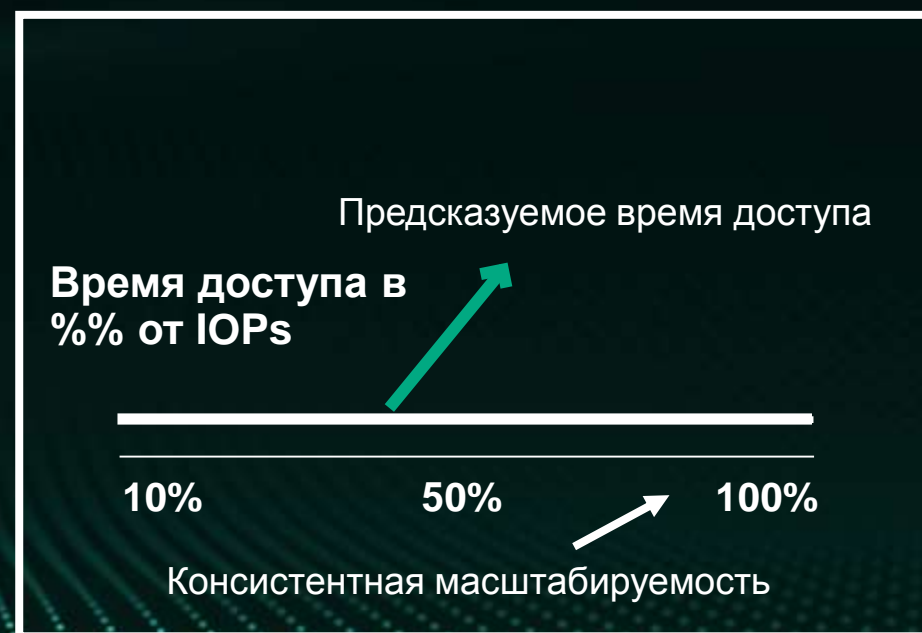 Предсказуемое время доступа
Время доступа в
%% от IOPs
10% 50% 100%
Консистентная масштабируемость